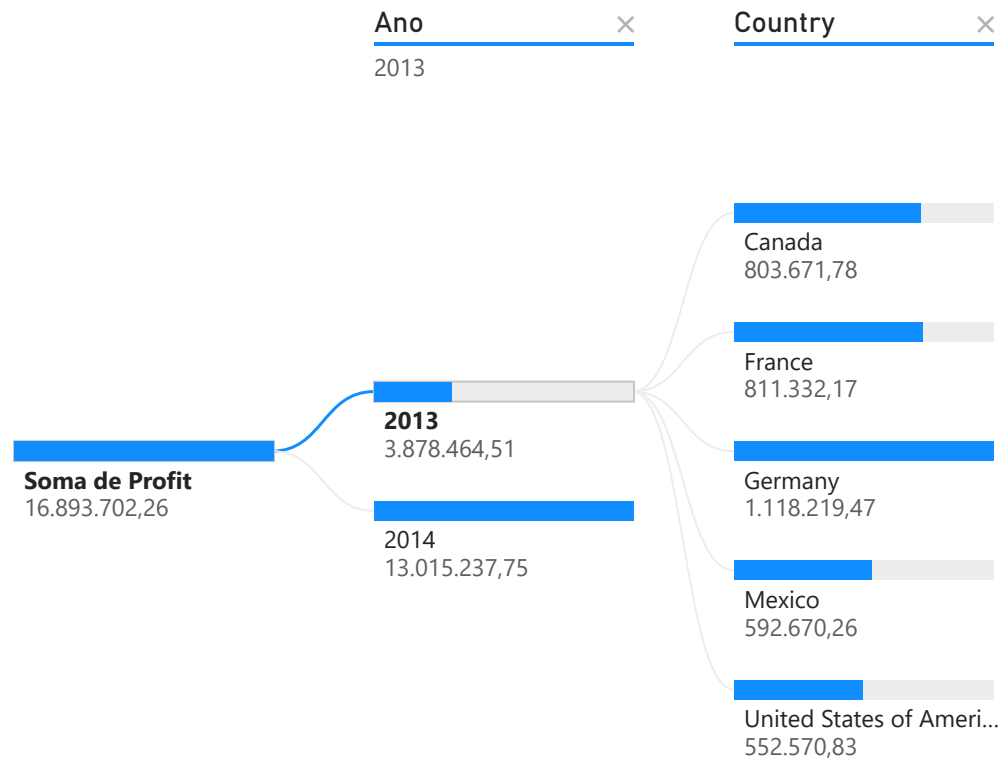 Ano
Country
2013
Canada
803.671,78
France
811.332,17
2013
3.878.464,51
Soma de Profit
16.893.702,26
Germany
1.118.219,47
2014
13.015.237,75
Mexico
592.670,26
United States of Ameri...
552.570,83